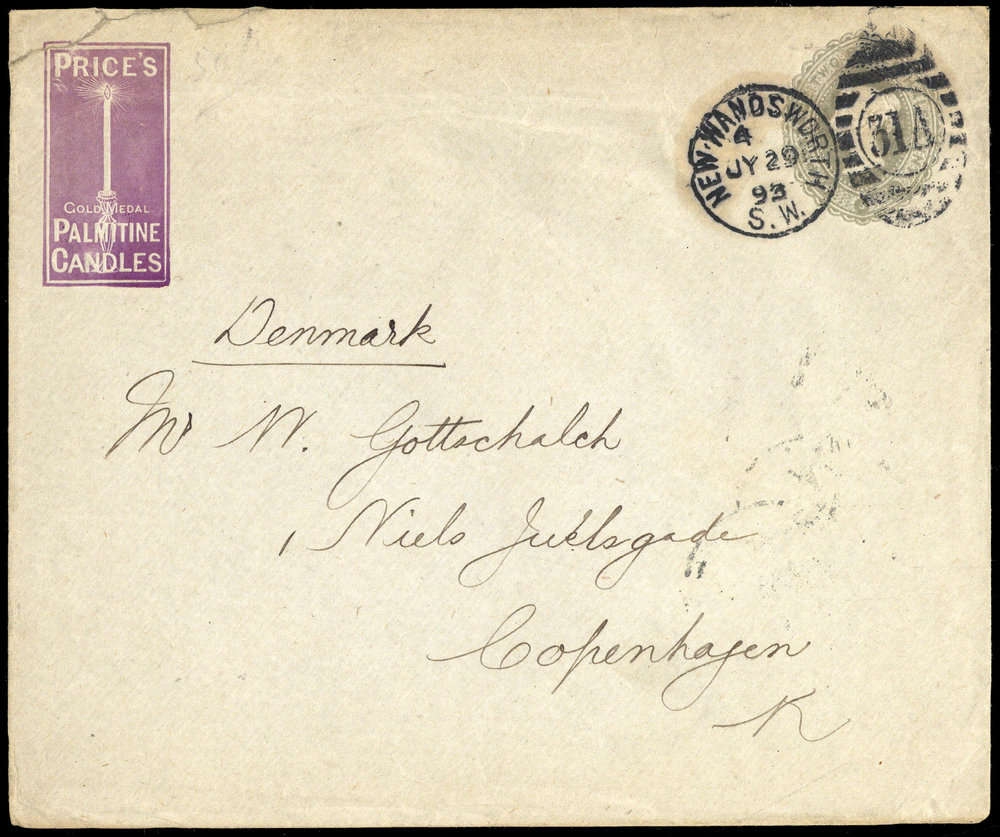 PRICE'S
GOLD MEDAL
PALMITINE
CANDLES
NEW-WANDSWORTH
4
JY 29
93
S.W.
31A
Denmark
Mr W. Gottschalch
1, Niels Juelsgade
Copenhagen
K